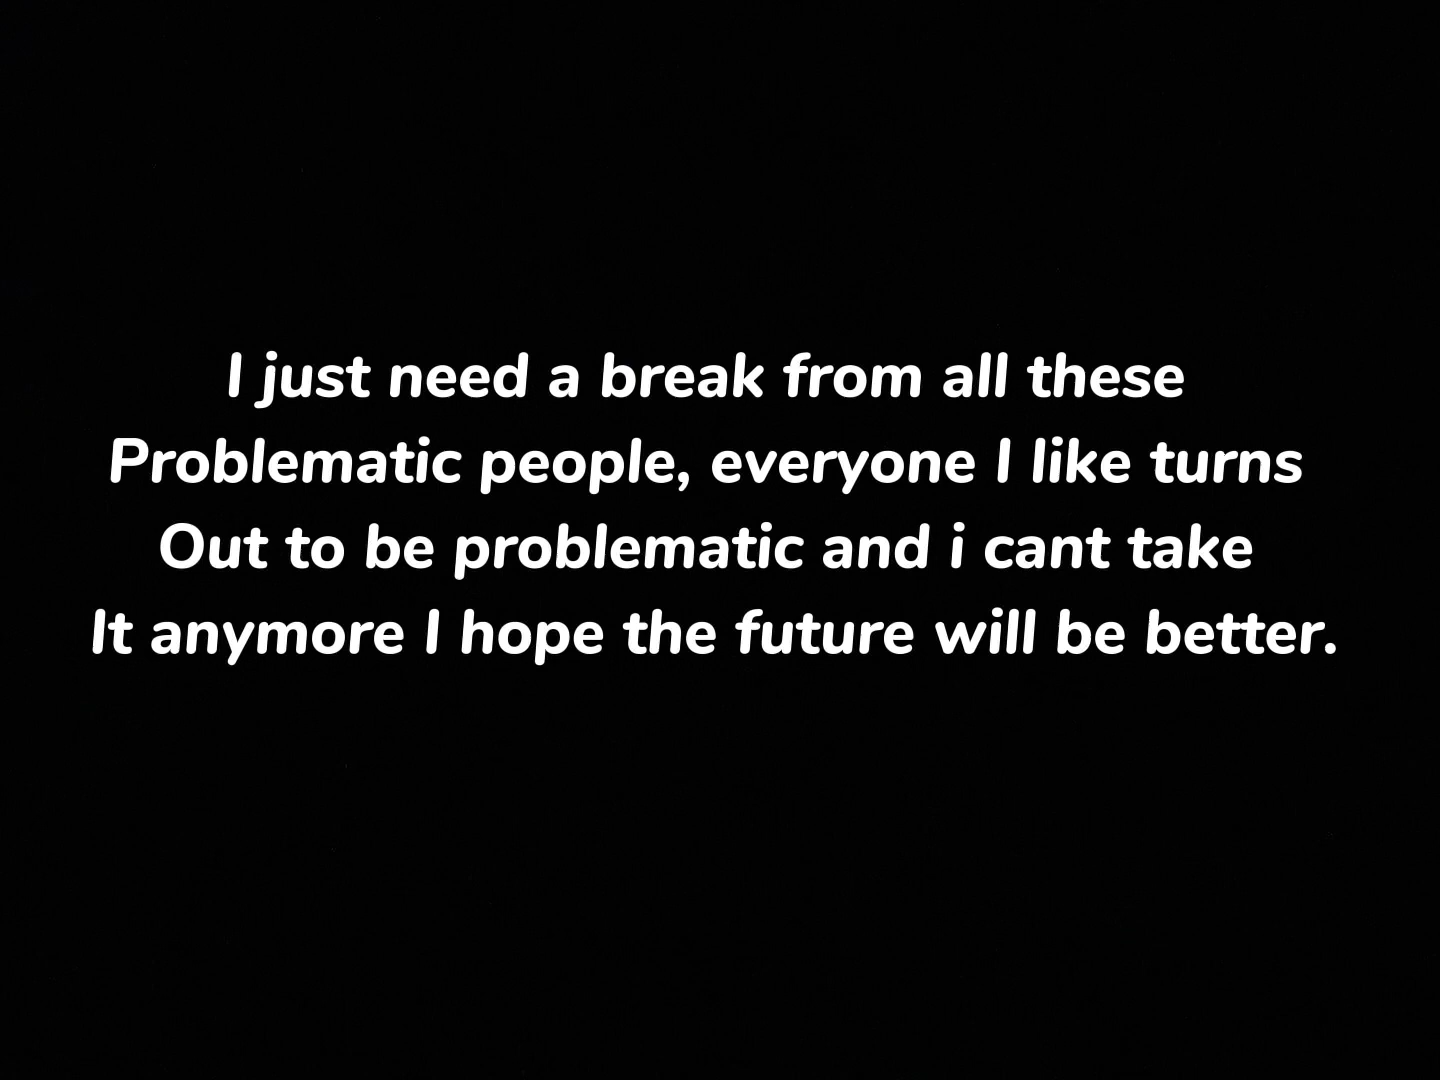 I just need a break from all these
Problematic people, everyone I like turns
Out to be problematic and i cant take
It anymore I hope the future will be better.